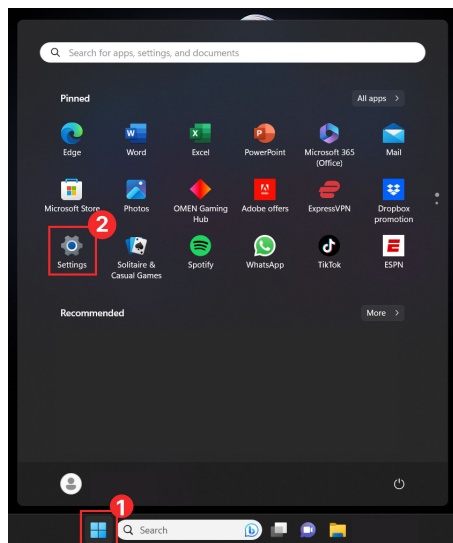 Search for apps, settings, and documents
Pinned
All apps >
Edge
Word
Excel
PowerPoint
Microsoft 365
(Office)
Mail
Microsoft Store
Photos
OMEN Gaming
Hub
Adobe offers
ExpressVPN
Dropbox
promotion
2
Settings
Solitaire &
Casual Games
Spotify
WhatsApp
TikTok
ESPN
Recommended
More >
1
Search